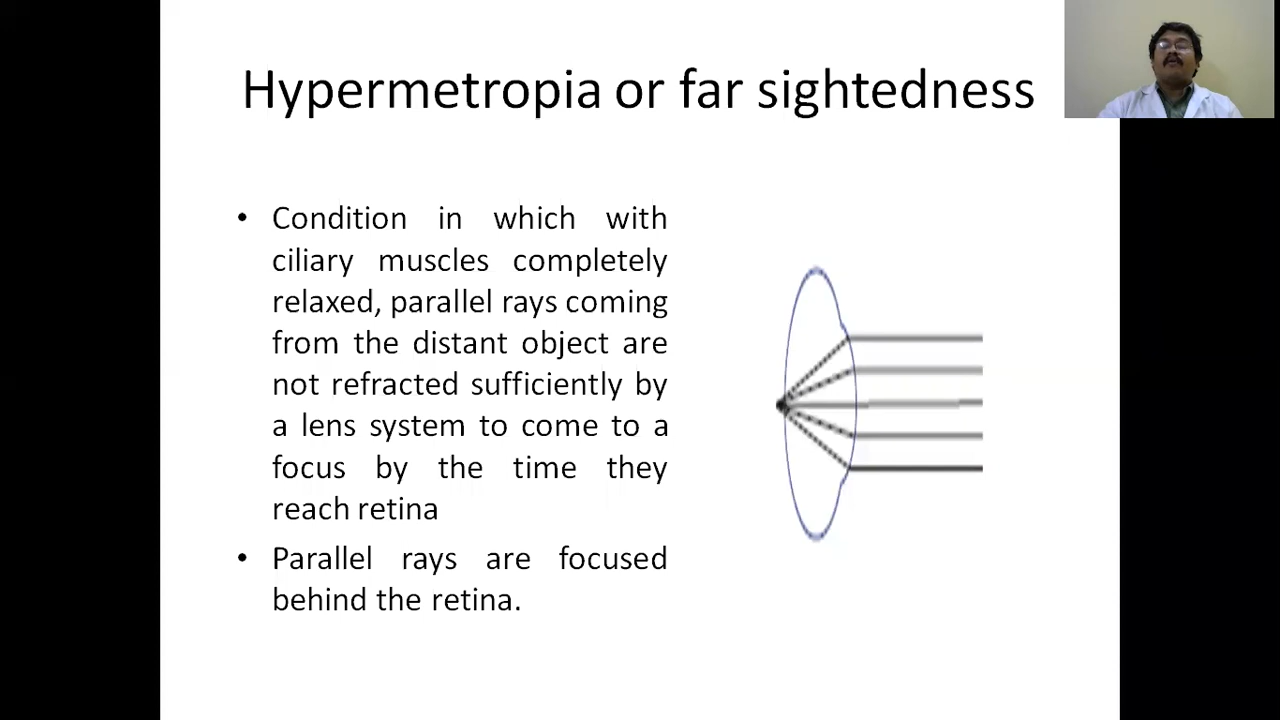 Hypermetropia or far sightedness
• Condition in which with
ciliary muscles completely
relaxed, parallel rays coming
from the distant object are
not refracted sufficiently by
a lens system to come to a
focus by the time they
reach retina
• Parallel rays are focused
behind the retina.